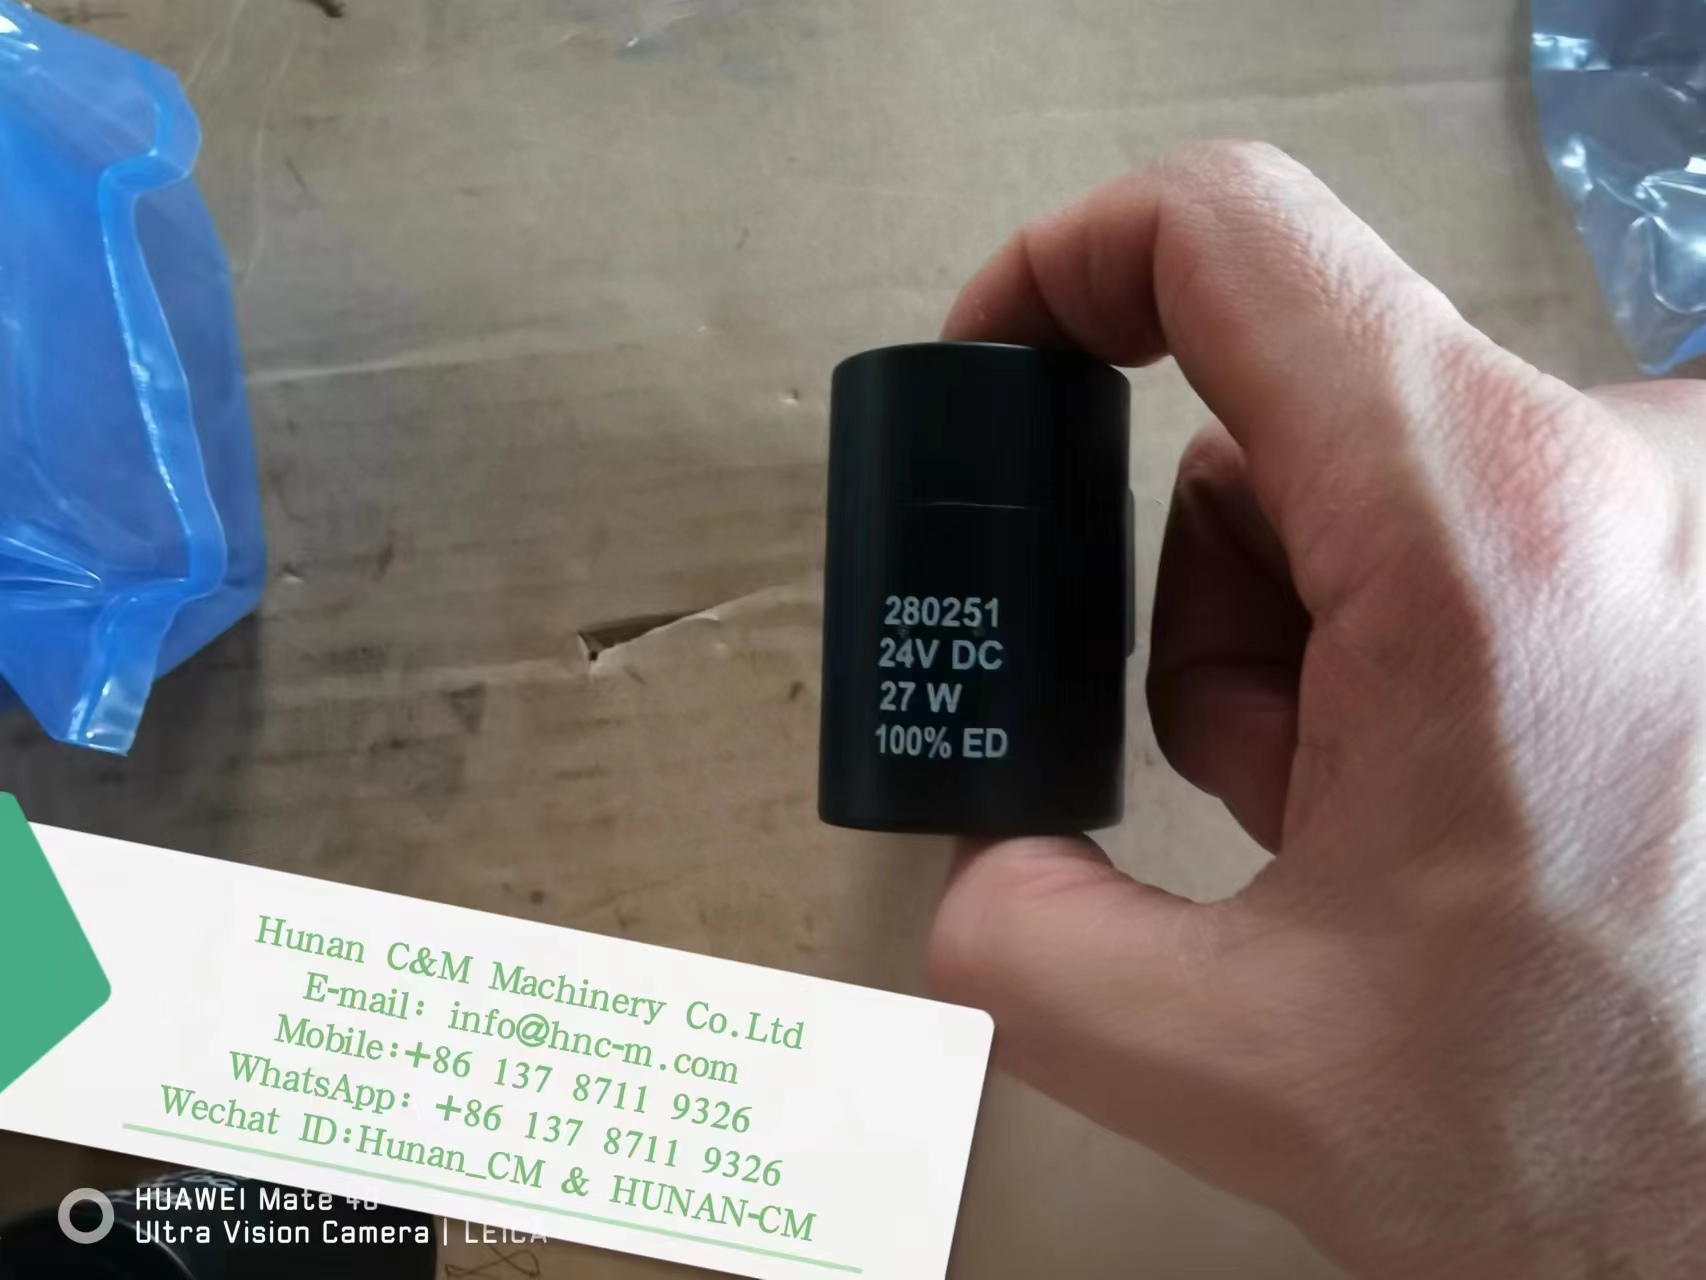 280251
24V DC
27 W
100% ED
Hunan C&M Machinery Co.Ltd
E-mail: info@hnc-m.com
Mobile:+86 137 8711 9326
WhatsApp: +86 137 8711 9326
Wechat ID:Hunan_CM & HUNAN-CM
HUAWEI Mate 40
Ultra Vision Camera | LEICA